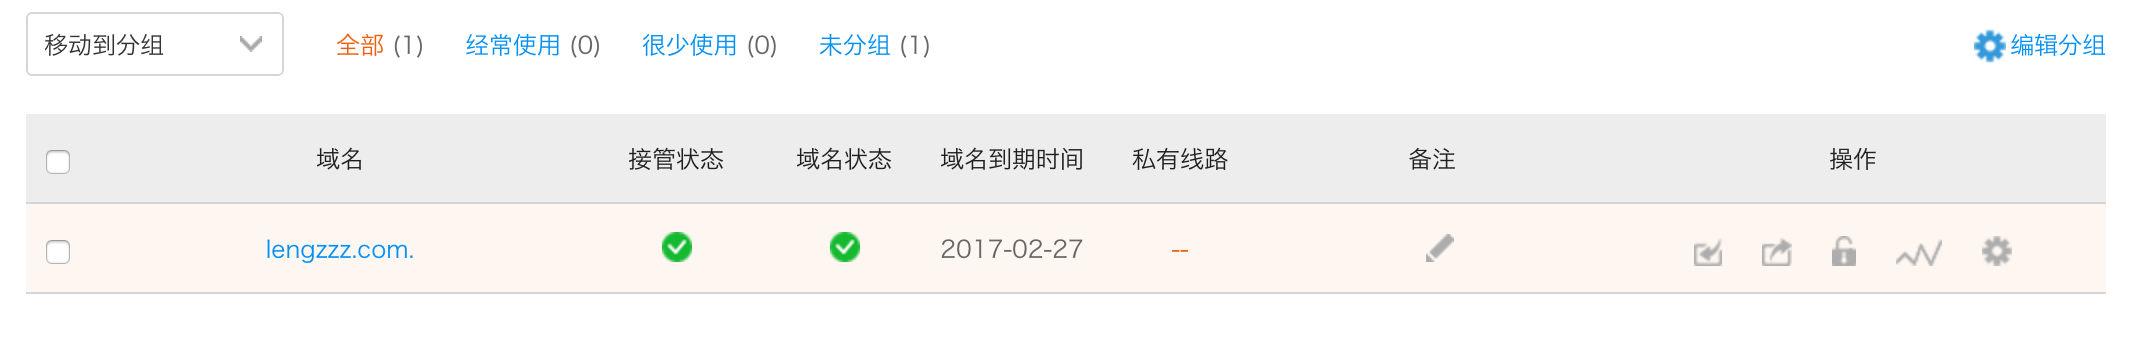 移动到分组 全部 (1) 经常使用 (0) 很少使用 (0) 未分组 (1) 编辑分组
域名 接管状态 域名状态 域名到期时间 私有线路 备注 操作
lengzzz.com. 2017-02-27 --